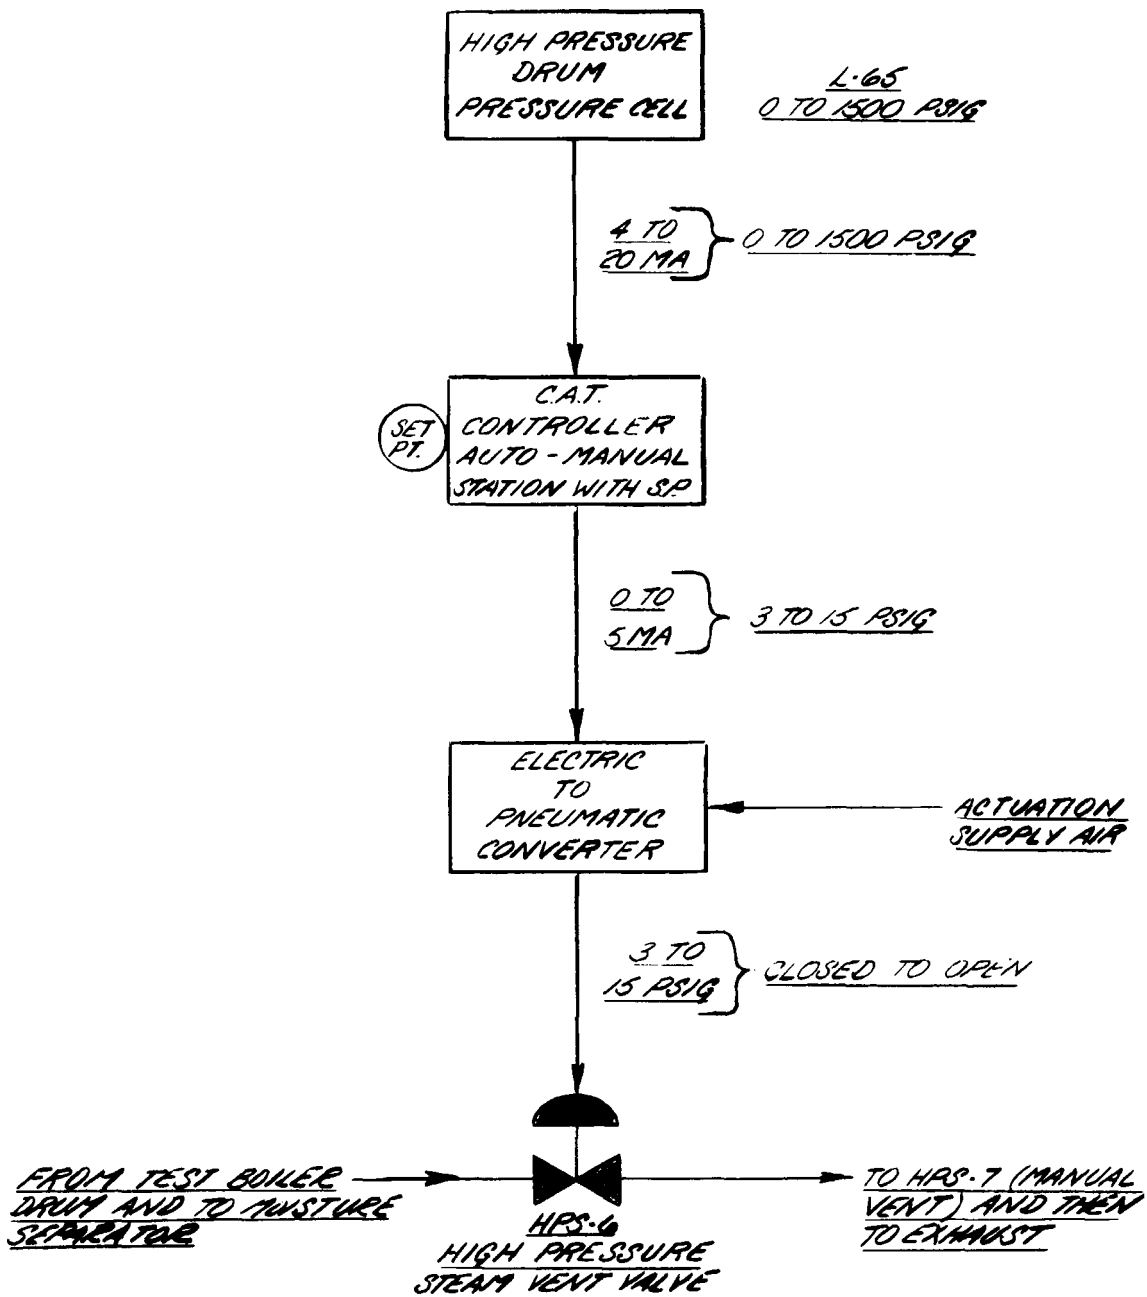 HIGH PRESSURE
DRUM
PRESSURE CELL
L-65
0 TO 1500 PSIG
4 TO
20 MA
0 TO 1500 PSIG
SET
PT.
C.A.T.
CONTROLLER
AUTO - MANUAL
STATION WITH S.P.
0 TO
5 MA
3 TO 15 PSIG
ELECTRIC
TO
PNEUMATIC
CONVERTER
ACTUATION
SUPPLY AIR
3 TO
15 PSIG
CLOSED TO OPEN
FROM TEST BOILER
DRUM AND TO MOISTURE
SEPARATOR
HPS-6
HIGH PRESSURE
STEAM VENT VALVE
TO HPS-7 (MANUAL
VENT) AND THEN
TO EXHAUST